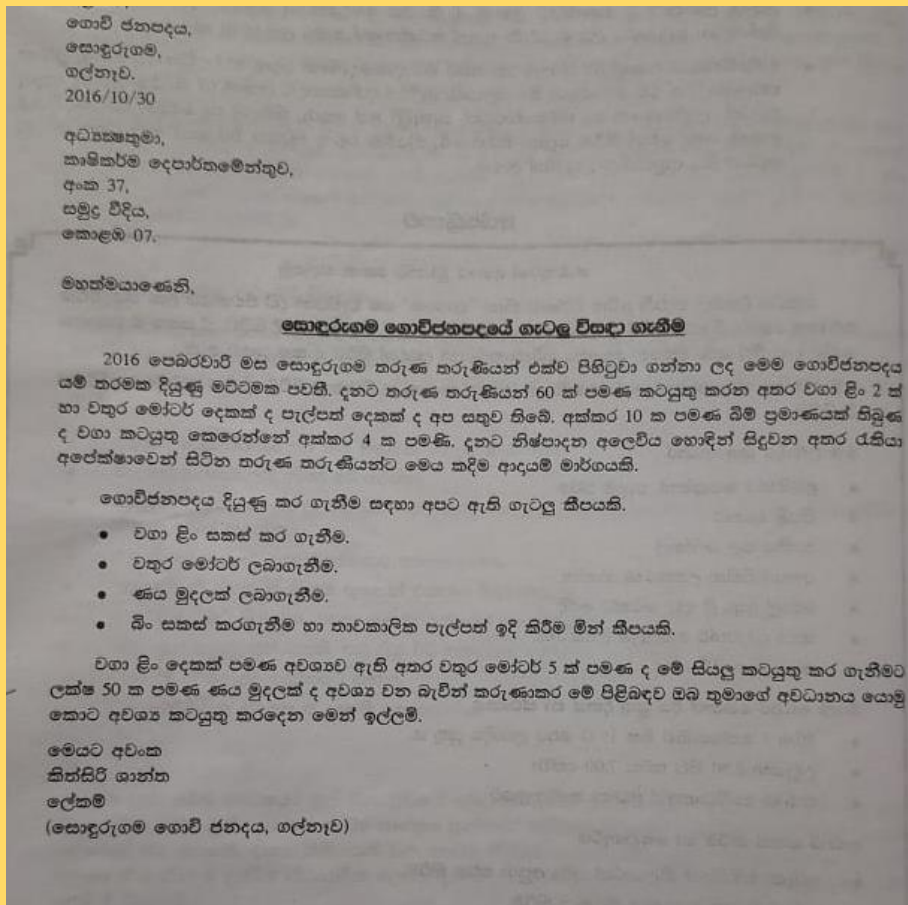 ගොවි ජනපදය,
සොඳුරුගම,
ගල්නෑව.
2016/10/30
අධ්‍යක්ෂතුමා,
කෘෂිකර්ම දෙපාර්තමේන්තුව,
අංක 37,
සමුද්‍ර වීදිය,
කොළඹ 07.
මහත්මයාණෙනි,
සොඳුරුගම ගොවිජනපදයේ ගැටලු විසඳා ගැනීම
2016 පෙබරවාරි මස සොඳුරුගම තරුණ තරුණියන් එක්ව පිහිටුවා ගන්නා ලද මෙම ගොවිජනපදය
යම් තරමක දියුණු මට්ටමක පවතී. දැනට තරුණ තරුණියන් 60 ක් පමණ කටයුතු කරන අතර වගා ළිං 2 ක්
හා වතුර මෝටර් දෙකක් ද පැල්පත් දෙකක් ද අප සතුව තිබේ. අක්කර 10 ක පමණ බිම් ප්‍රමාණයක් තිබුණ
ද වගා කටයුතු කෙරෙන්නේ අක්කර 4 ක පමණි. දැනට නිෂ්පාදන අලෙවිය හොඳින් සිදුවන අතර රැකියා
අපේක්ෂාවෙන් සිටින තරුණ තරුණියන්ට මෙය කදිම ආදායම් මාර්ගයකි.
ගොවිජනපදය දියුණු කර ගැනීම සඳහා අපට ඇති ගැටලු කීපයකි.
• වගා ළිං සකස් කර ගැනීම.
• වතුර මෝටර් ලබාගැනීම.
• ණය මුදලක් ලබාගැනීම.
• බිං සකස් කරගැනීම හා තාවකාලික පැල්පත් ඉදි කිරීම මින් කීපයකි.
වගා ළිං දෙකක් පමණ අවශ්‍යව ඇති අතර වතුර මෝටර් 5 ක් පමණ ද මේ සියලු කටයුතු කර ගැනීමට
ලක්ෂ 50 ක පමණ ණය මුදලක් ද අවශ්‍ය වන බැවින් කරුණාකර මේ පිළිබඳව ඔබ තුමාගේ අවධානය යොමු
කොට අවශ්‍ය කටයුතු කරදෙන මෙන් ඉල්ලමි.
මෙයට අවංක
කිත්සිරි ශාන්ත
ලේකම්
(සොඳුරුගම ගොවි ජනදය, ගල්නෑව)